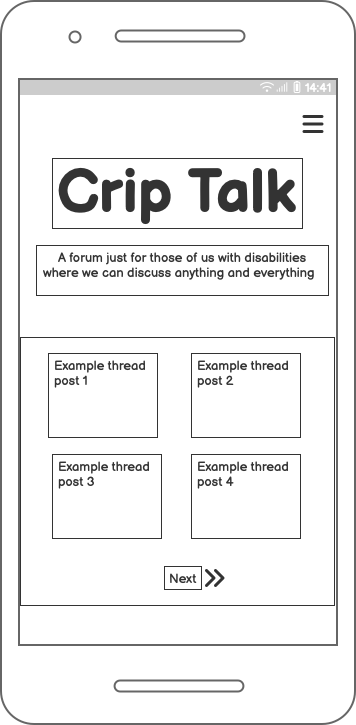 14:41
Crip Talk
A forum just for those of us with disabilities
where we can discuss anything and everything
Example thread
post 1
Example thread
post 2
Example thread
post 3
Example thread
post 4
Next